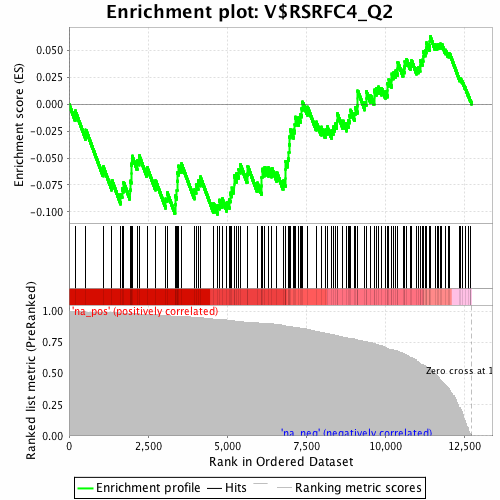 Enrichment plot: V$RSRFC4_Q2
Enrichment score (ES)
0.050
0.025
0.000
-0.025
-0.050
-0.075
-0.100
Ranked list metric (PreRanked)
1.00
0.75
0.50
0.25
0.00
'na_pos' (positively correlated)
Zero cross at 1
'na_neg' (negatively correlated)
0
2,500
5,000
7,500
10,000
12,500
Rank in Ordered Dataset
Enrichment profile
Hits
Ranking metric scores